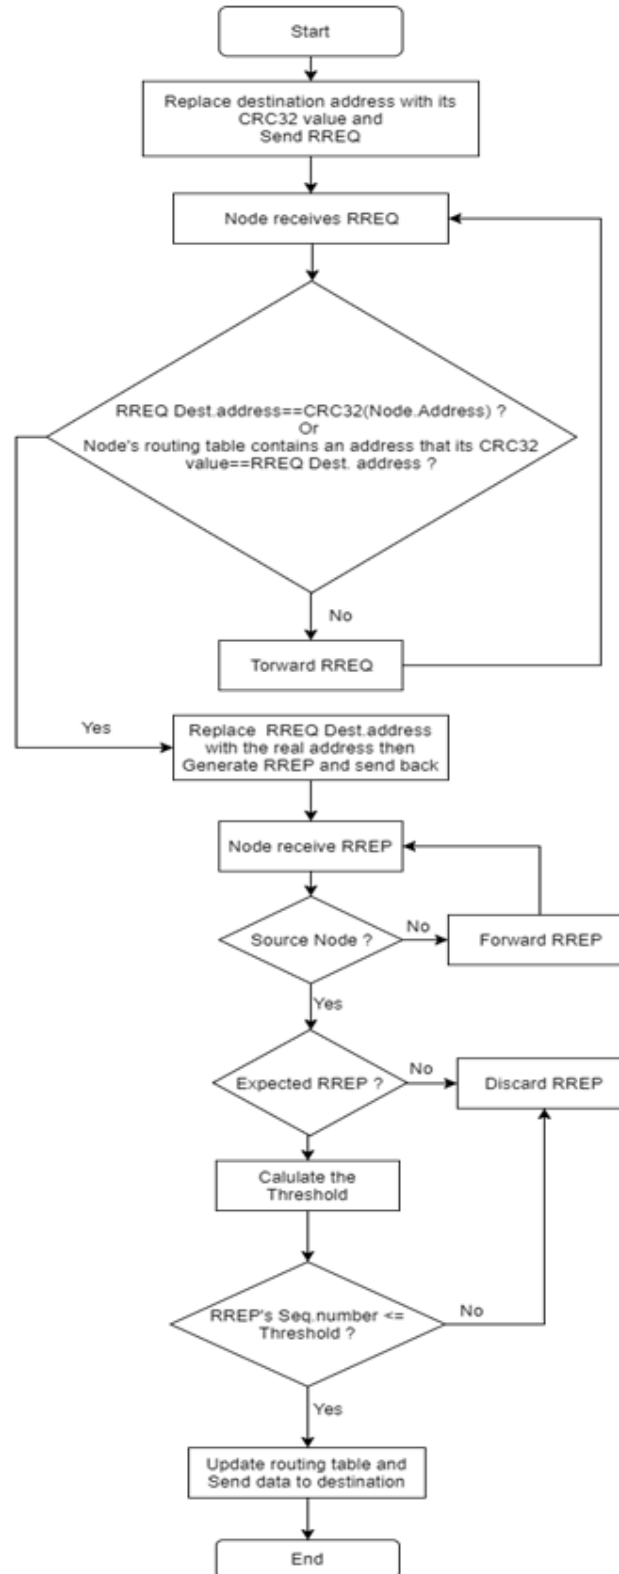 Start
Replace destination address with its
CRC32 value and
Send RREQ
Node receives RREQ
RREQ Dest.address==CRC32(Node.Address) ?
Or
Node's routing table contains an address that its CRC32
value==RREQ Dest. address ?
No
Torward RREQ
Yes
Replace RREQ Dest.address
with the real address then
Generate RREP and send back
Node receive RREP
Source Node ?
No
Forward RREP
Yes
Expected RREP ?
No
Discard RREP
Calulate the
Threshold
RREP's Seq.number <=
Threshold ?
No
Yes
Update routing table and
Send data to destination
End